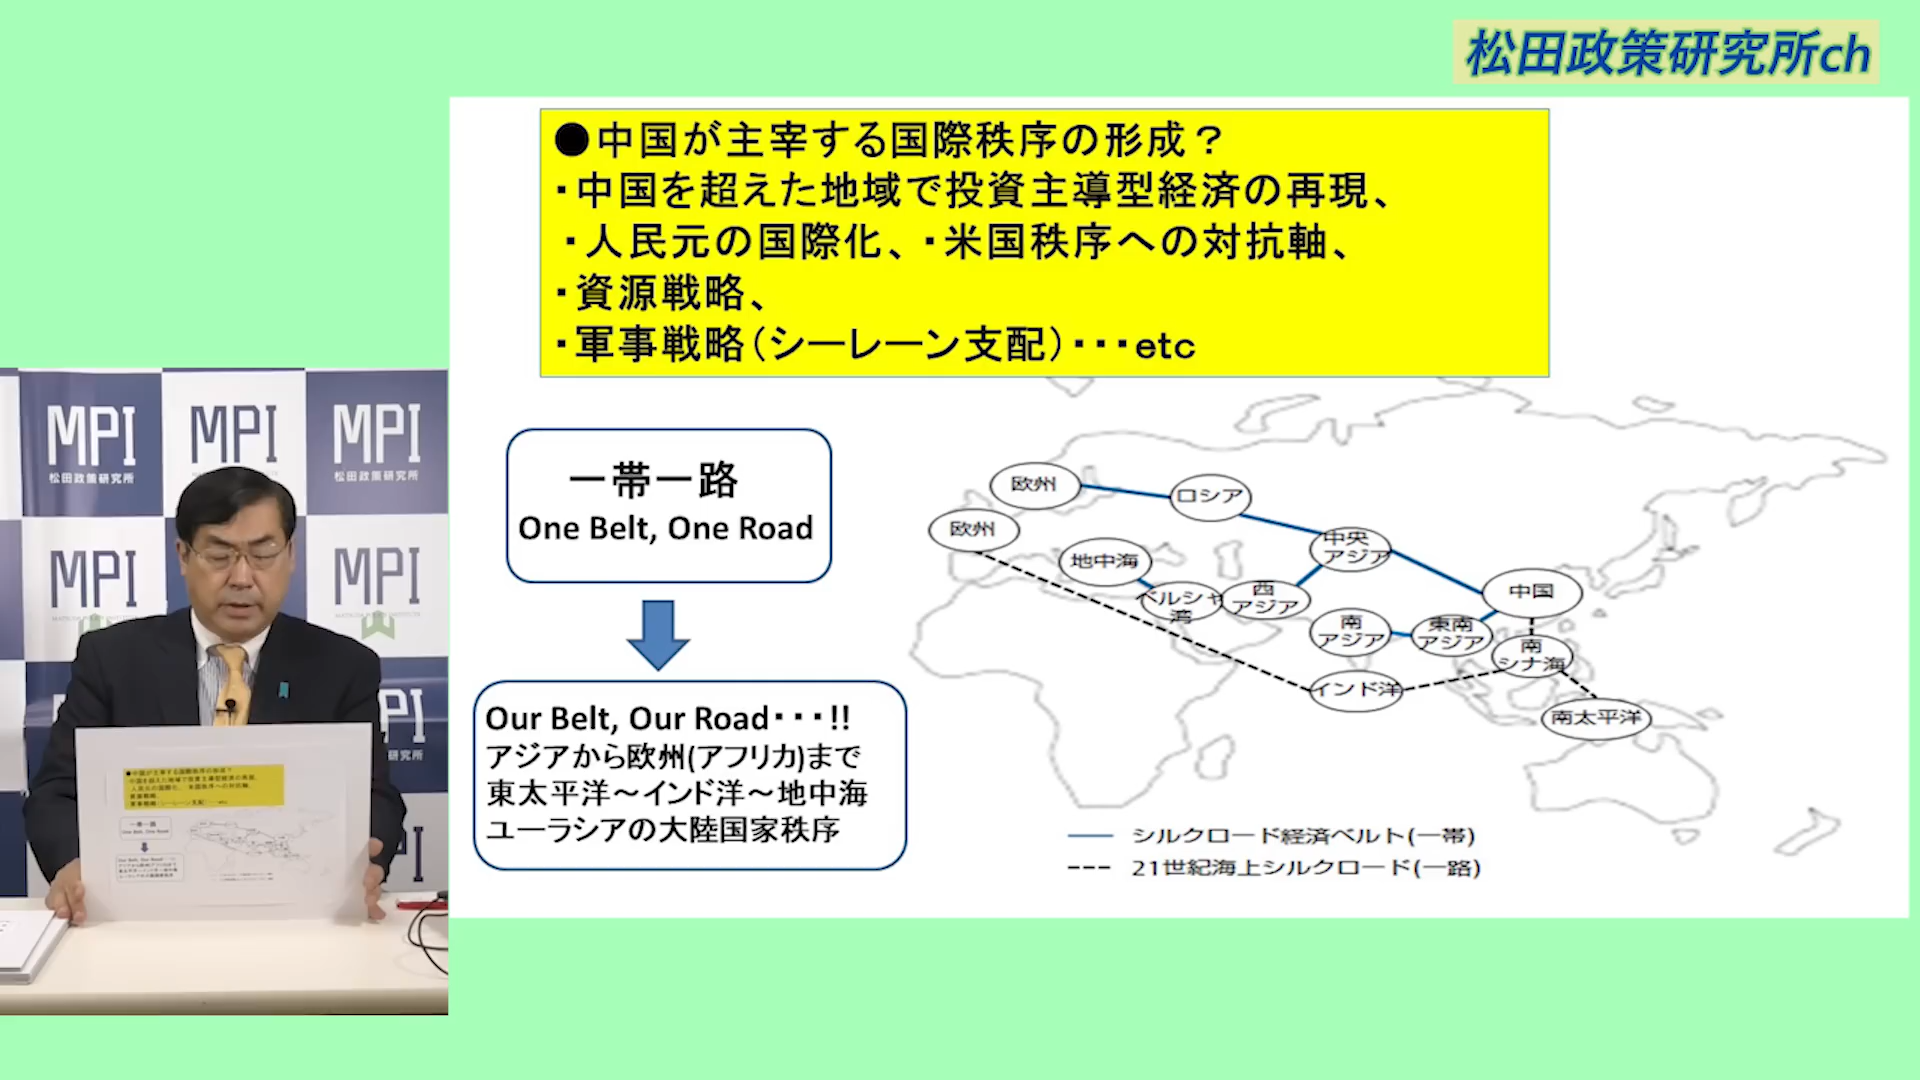 松田政策研究所ch
●中国が主宰する国際秩序の形成？
・中国を超えた地域で投資主導型経済の再現、
・人民元の国際化、・米国秩序への対抗軸、
・資源戦略、
・軍事戦略(シーレーン支配)・・・etc
一帯一路
One Belt, One Road
Our Belt, Our Road・・・!!
アジアから欧州(アフリカ)まで
東太平洋～インド洋～地中海
ユーラシアの大陸国家秩序
欧州
ロシア
欧州
地中海
中央
アジア
ペルシャ
湾
西
アジア
中国
南
アジア
東南
アジア
南
シナ海
インド洋
南太平洋
シルクロード経済ベルト(一帯)
21世紀海上シルクロード(一路)
MPI
松田政策研究所
MPI
MPI
松田政策研究所
MPI
MPI